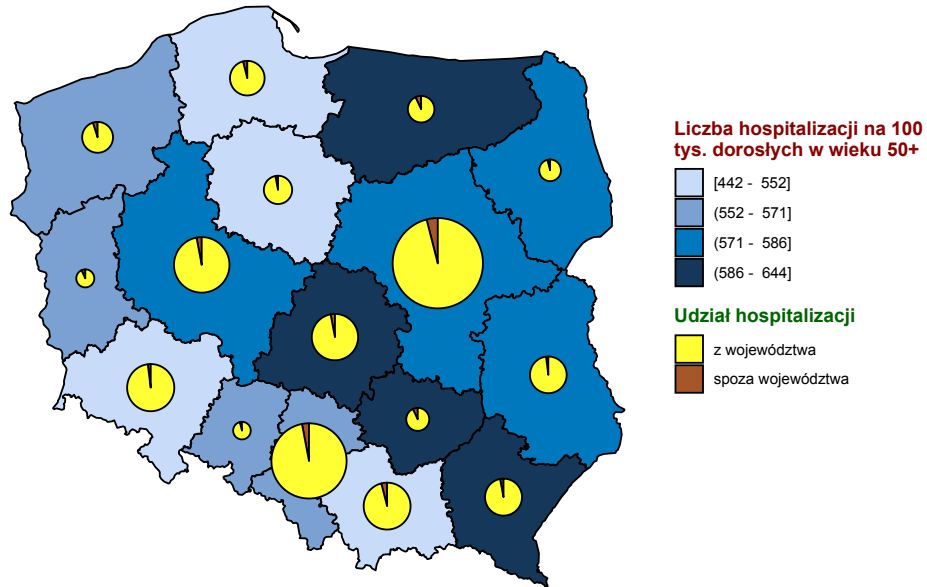 Liczba hospitalizacji na 100
tys. dorosłych w wieku 50+
[442 - 552]
(552 - 571]
(571 - 586]
(586 - 644]
Udział hospitalizacji
z województwa
spoza województwa